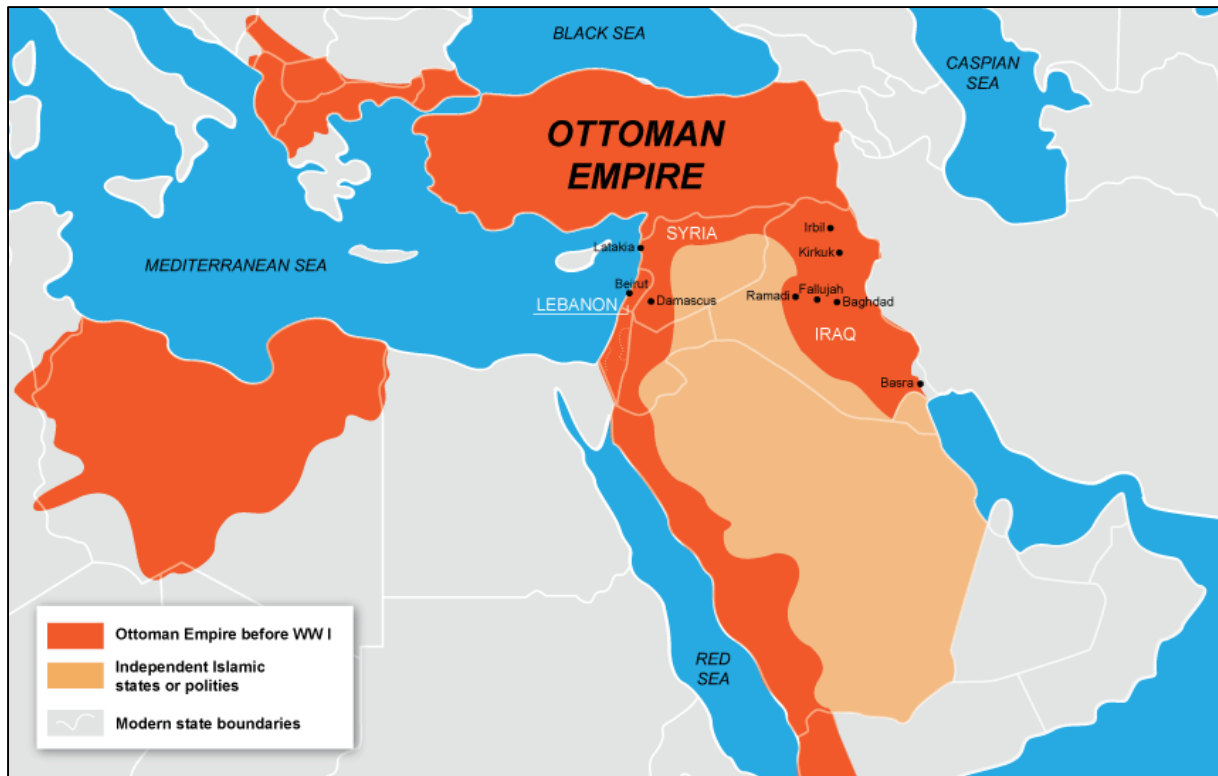 BLACK SEA
CASPIAN
SEA
OTTOMAN
EMPIRE
SYRIA
Irbil
Latakia
Kirkuk
MEDITERRANEAN SEA
Beirut
Ramadi
Fallujah
Damascus
Baghdad
LEBANON
IRAQ
Basra
Ottoman Empire before WW I
Independent Islamic
states or polities
Modern state boundaries
RED
SEA